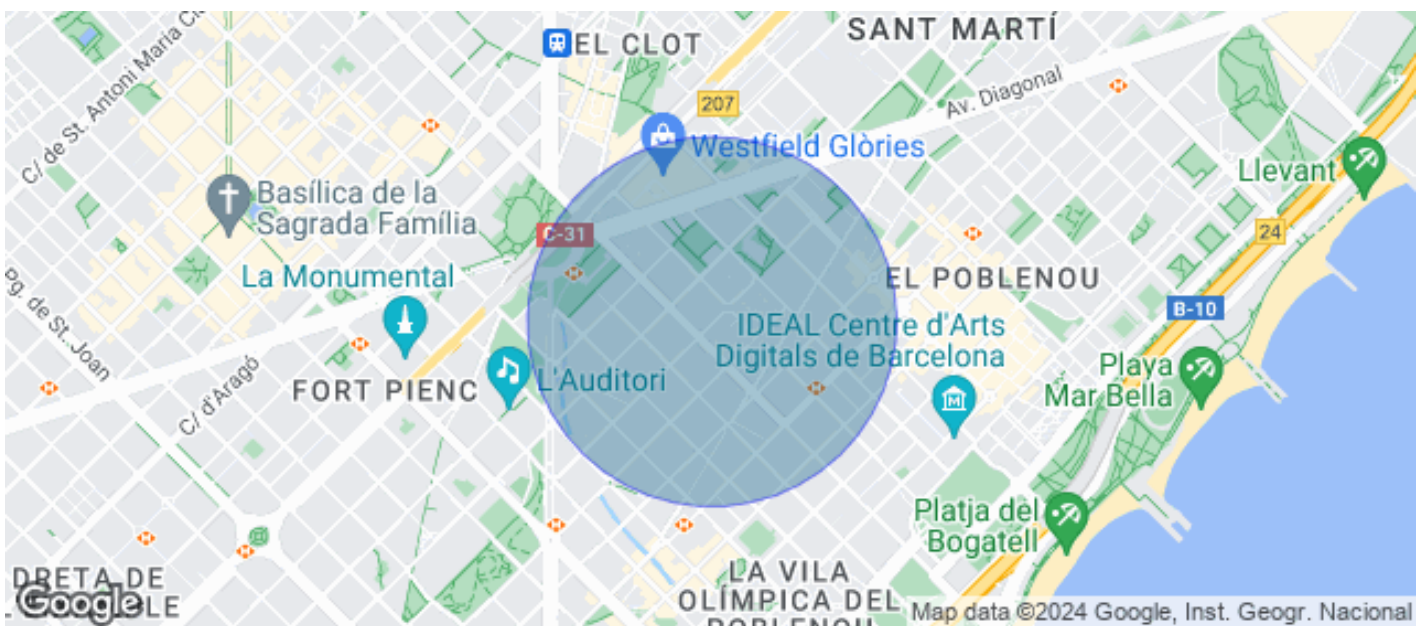 SANT MARTÍ
EL CLOT
C/ de St. Antoni Maria Cl
207
Av. Diagonal
Westfield Glòries
Llevant
Basílica de la
Sagrada Família
C-31
24
La Monumental
EL POBLENOU
B-10
Pg. de St. Joan
IDEAL Centre d'Arts
Digitals de Barcelona
C/ d'Aragó
FORT PIENC
L'Auditori
Playa
Mar Bella
Platja del
Bogatell
DRETA DE
LA VILA
OLÍMPICA DEL
POBLENOU
Google
Map data ©2024 Google, Inst. Geogr. Nacional